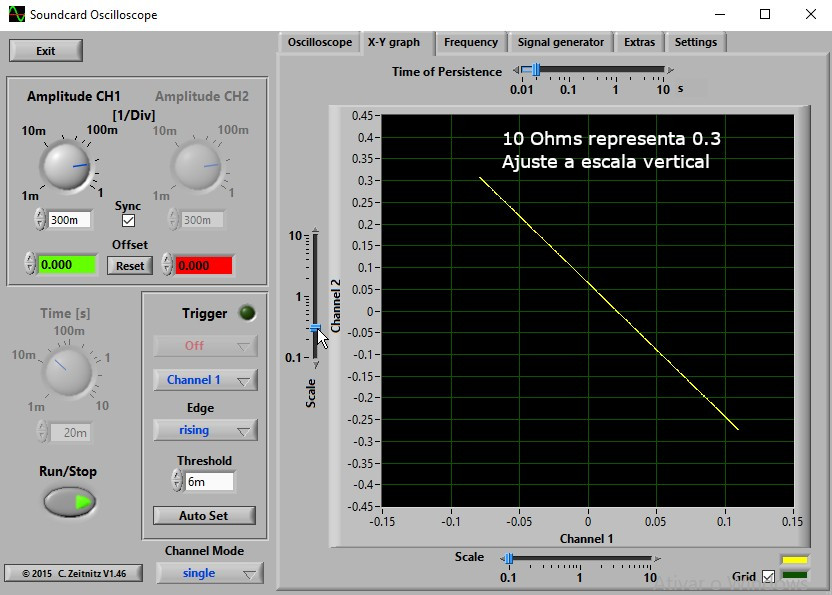 Soundcard Oscilloscope
Exit
Oscilloscope X-Y graph Frequency Signal generator Extras Settings
Time of Persistence
0.01 0.1 1 10 s
Amplitude CH1 Amplitude CH2
[1/Div]
10m 100m 10m 100m
1m 1 1m 1
Sync
300m 300m
Offset
0.000 Reset 0.000
Time [s]
100m
10m 1
1m 10
20m
Run/Stop
© 2015 C. Zeitnitz V1.46
Trigger
Off
Channel 1
Edge
rising
Threshold
6m
Auto Set
Channel Mode
single
10
1
0.1
Scale
Channel 2
0.45
0.4
0.35
0.3
0.25
0.2
0.15
0.1
0.05
0
-0.05
-0.1
-0.15
-0.2
-0.25
-0.3
-0.35
-0.4
-0.45
10 Ohms representa 0.3
Ajuste a escala vertical
-0.15 -0.1 -0.05 0 0.05 0.1 0.15
Channel 1
Scale
0.1 1 10
Grid
Ativar o Windows